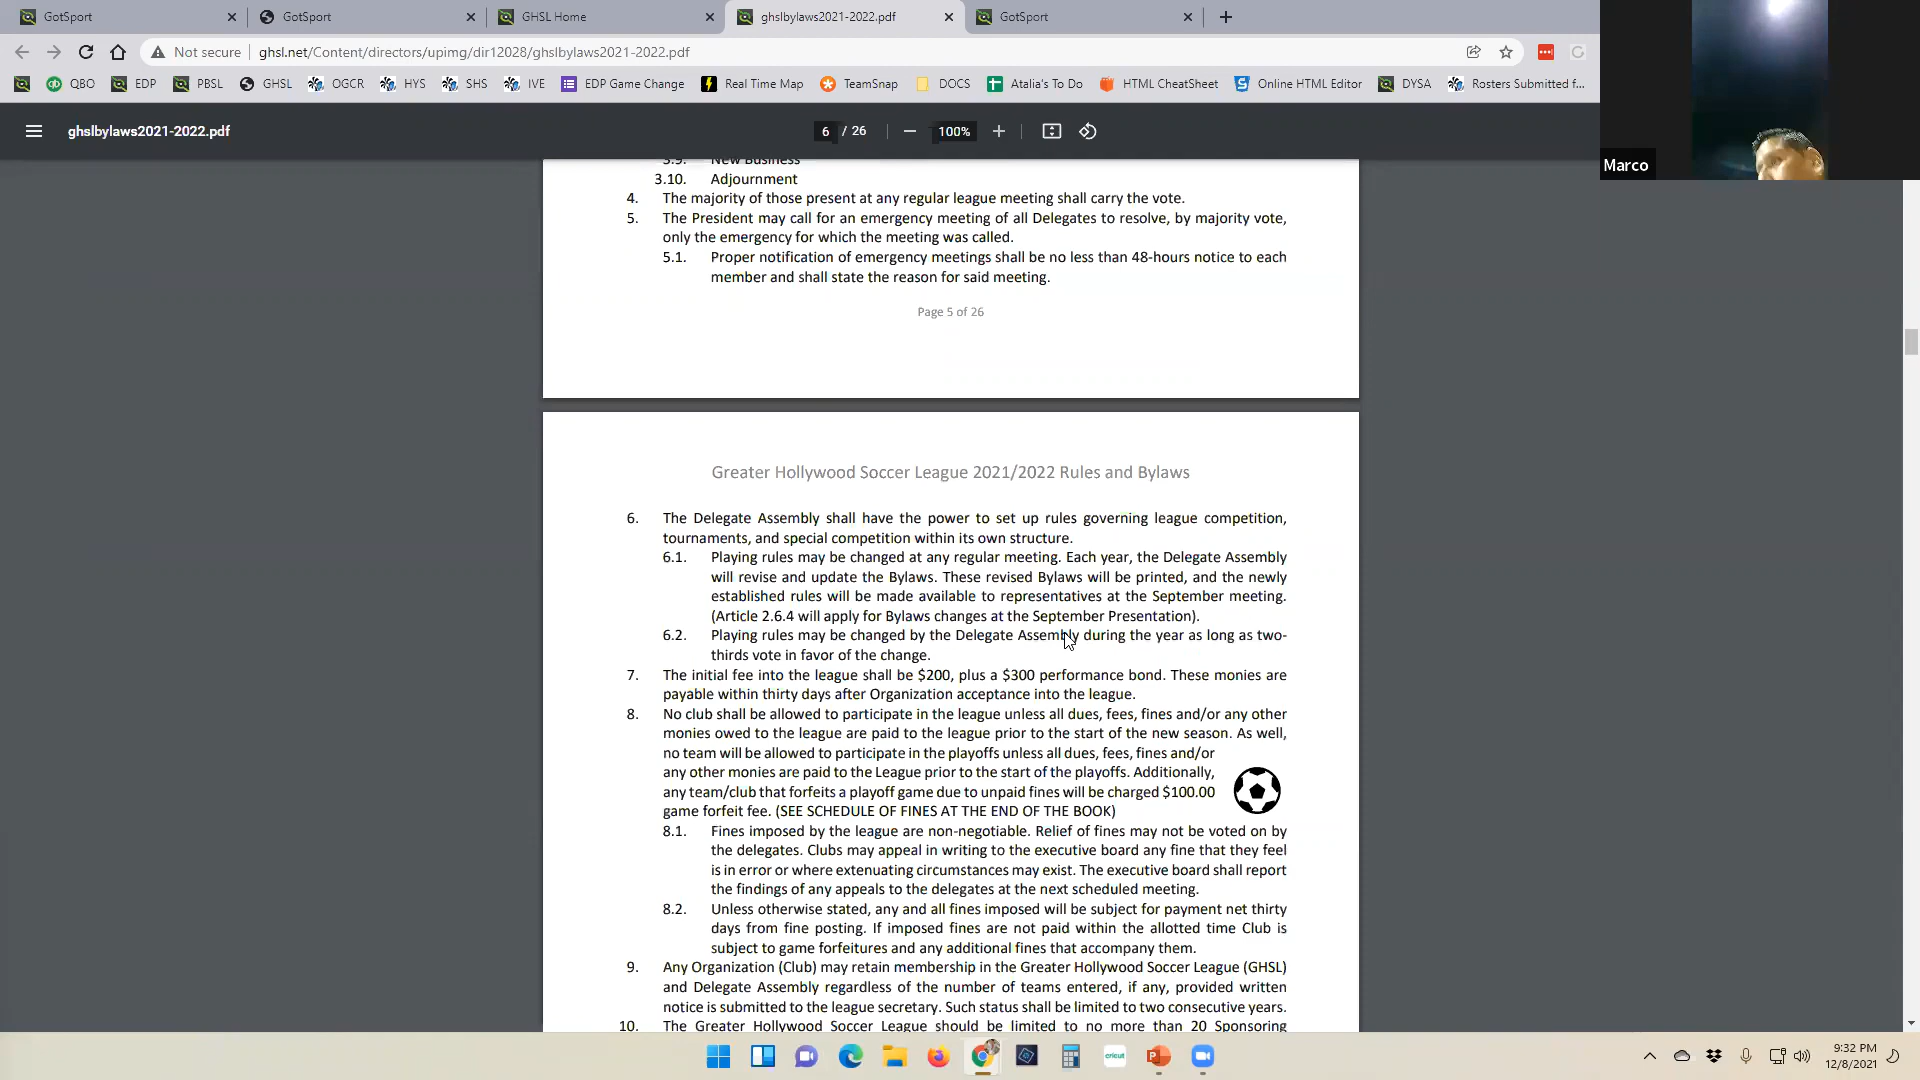 GotSport
GotSport
GHSL Home
ghslbylaws2021-2022.pdf
GotSport
Not secure
ghsl.net/Content/directors/upimg/dir12028/ghslbylaws2021-2022.pdf
QBO
EDP
PBSL
GHSL
OGCR
HYS
SHS
IVE
EDP Game Change
Real Time Map
TeamSnap
DOCS
Atalia's To Do
HTML CheatSheet
Online HTML Editor
DYSA
Rosters Submitted f...
Marco
ghslbylaws2021-2022.pdf
6 / 26
100%
3.9. New Business
3.10. Adjournment
4. The majority of those present at any regular league meeting shall carry the vote.
5. The President may call for an emergency meeting of all Delegates to resolve, by majority vote,
only the emergency for which the meeting was called.
5.1. Proper notification of emergency meetings shall be no less than 48-hours notice to each
member and shall state the reason for said meeting.
Page 5 of 26
Greater Hollywood Soccer League 2021/2022 Rules and Bylaws
6. The Delegate Assembly shall have the power to set up rules governing league competition,
tournaments, and special competition within its own structure.
6.1. Playing rules may be changed at any regular meeting. Each year, the Delegate Assembly
will revise and update the Bylaws. These revised Bylaws will be printed, and the newly
established rules will be made available to representatives at the September meeting.
(Article 2.6.4 will apply for Bylaws changes at the September Presentation).
6.2. Playing rules may be changed by the Delegate Assembly during the year as long as two-
thirds vote in favor of the change.
7. The initial fee into the league shall be $200, plus a $300 performance bond. These monies are
payable within thirty days after Organization acceptance into the league.
8. No club shall be allowed to participate in the league unless all dues, fees, fines and/or any other
monies owed to the league are paid to the league prior to the start of the new season. As well,
no team will be allowed to participate in the playoffs unless all dues, fees, fines and/or
any other monies are paid to the League prior to the start of the playoffs. Additionally,
any team/club that forfeits a playoff game due to unpaid fines will be charged $100.00
game forfeit fee. (SEE SCHEDULE OF FINES AT THE END OF THE BOOK)
8.1. Fines imposed by the league are non-negotiable. Relief of fines may not be voted on by
the delegates. Clubs may appeal in writing to the executive board any fine that they feel
is in error or where extenuating circumstances may exist. The executive board shall report
the findings of any appeals to the delegates at the next scheduled meeting.
8.2. Unless otherwise stated, any and all fines imposed will be subject for payment net thirty
days from fine posting. If imposed fines are not paid within the allotted time Club is
subject to game forfeitures and any additional fines that accompany them.
9. Any Organization (Club) may retain membership in the Greater Hollywood Soccer League (GHSL)
and Delegate Assembly regardless of the number of teams entered, if any, provided written
notice is submitted to the league secretary. Such status shall be limited to two consecutive years.
10. The Greater Hollywood Soccer League should be limited to no more than 20 Sponsoring
cricut
9:32 PM
12/8/2021